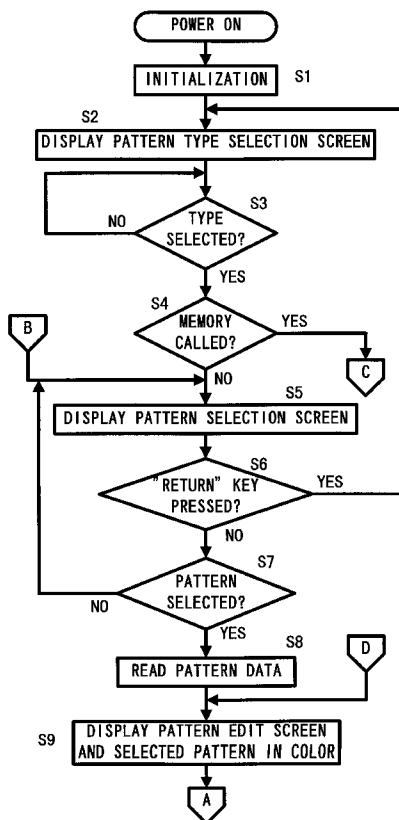 POWER ON
INITIALIZATION S1
S2
DISPLAY PATTERN TYPE SELECTION SCREEN
S3
NO TYPE
SELECTED?
YES
S4
B MEMORY YES
CALLED?
NO C
S5
DISPLAY PATTERN SELECTION SCREEN
S6
"RETURN" KEY YES
PRESSED?
NO
S7
PATTERN
NO SELECTED?
YES S8
READ PATTERN DATA D
S9 DISPLAY PATTERN EDIT SCREEN
AND SELECTED PATTERN IN COLOR
A